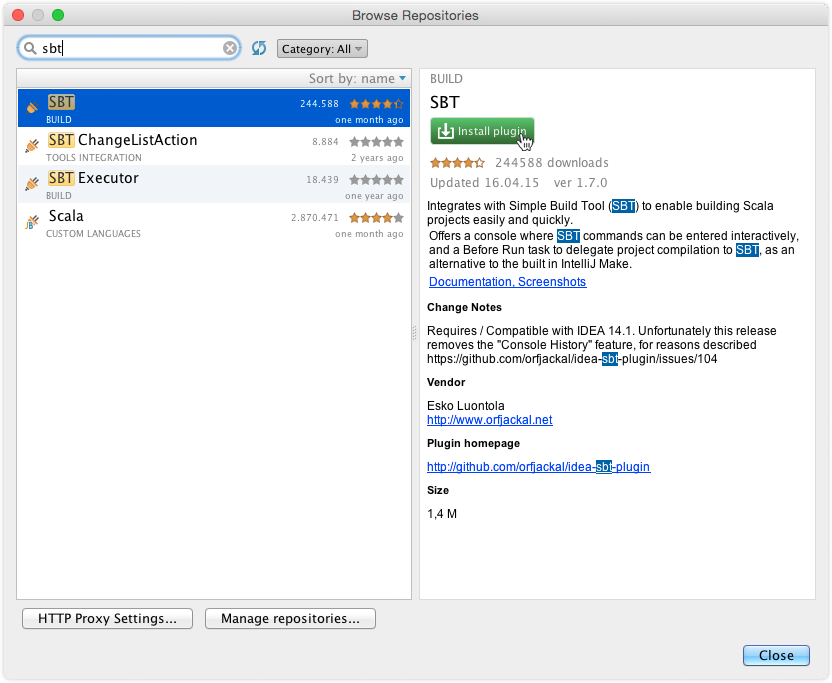 Browse Repositories
sbt
Category: All
Sort by: name
SBT 244.588
BUILD one month ago
SBT ChangeListAction 8.884
TOOLS INTEGRATION 2 years ago
SBT Executor 18.439
BUILD one year ago
Scala 2.870.471
CUSTOM LANGUAGES one month ago
BUILD
SBT
Install plugin
244588 downloads
Updated 16.04.15 ver 1.7.0
Integrates with Simple Build Tool (SBT) to enable building Scala
projects easily and quickly.
Offers a console where SBT commands can be entered interactively,
and a Before Run task to delegate project compilation to SBT, as an
alternative to the built in IntelliJ Make.
Documentation, Screenshots
Change Notes
Requires / Compatible with IDEA 14.1. Unfortunately this release
removes the "Console History" feature, for reasons described
https://github.com/orfjackal/idea-sbt-plugin/issues/104
Vendor
Esko Luontola
http://www.orfjackal.net
Plugin homepage
http://github.com/orfjackal/idea-sbt-plugin
Size
1,4 M
HTTP Proxy Settings...
Manage repositories...
Close